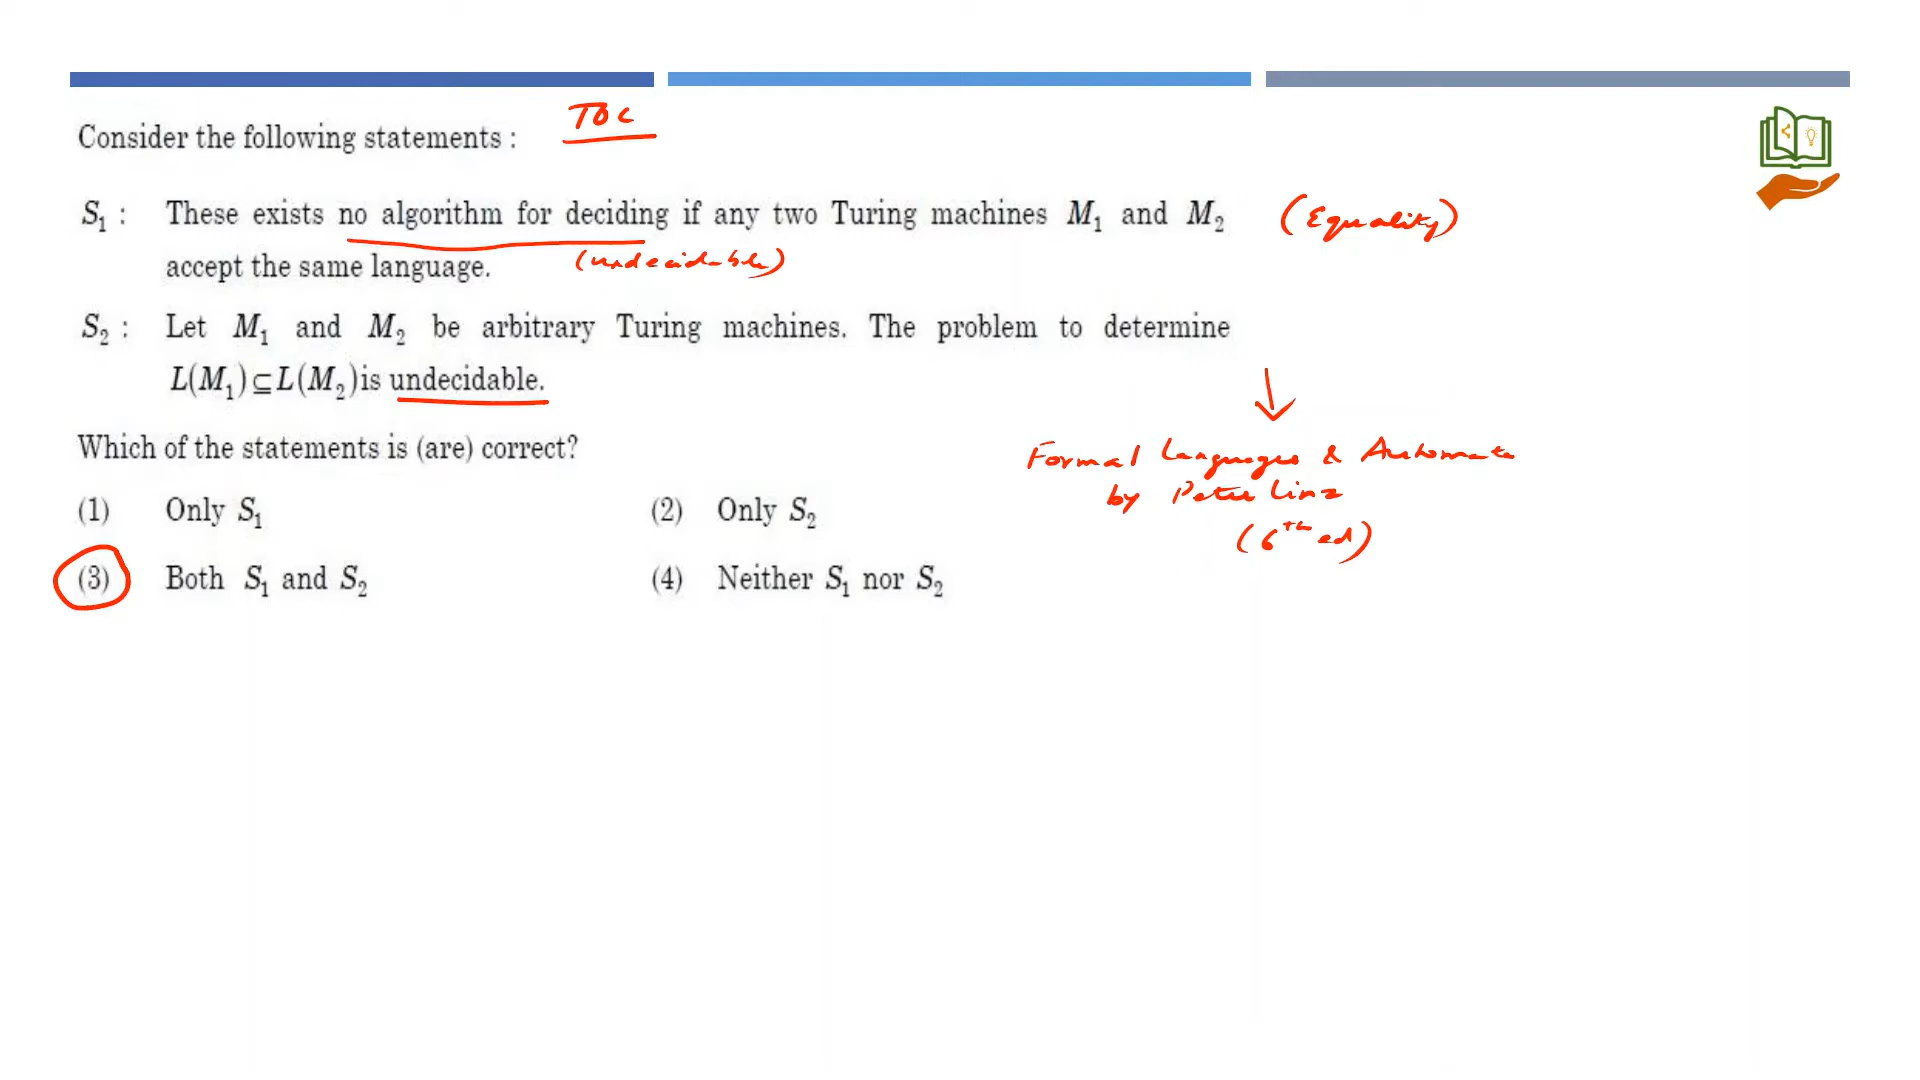 TOC
Consider the following statements :
S1 : These exists no algorithm for deciding if any two Turing machines M1 and M2 (Equality)
accept the same language. (undecidable)
S2 : Let M1 and M2 be arbitrary Turing machines. The problem to determine
L(M1)⊆L(M2)is undecidable.
Which of the statements is (are) correct?
Formal Languages & Automata
by Peter Linz
(6th ed)
(1) Only S1 (2) Only S2
(3) Both S1 and S2 (4) Neither S1 nor S2